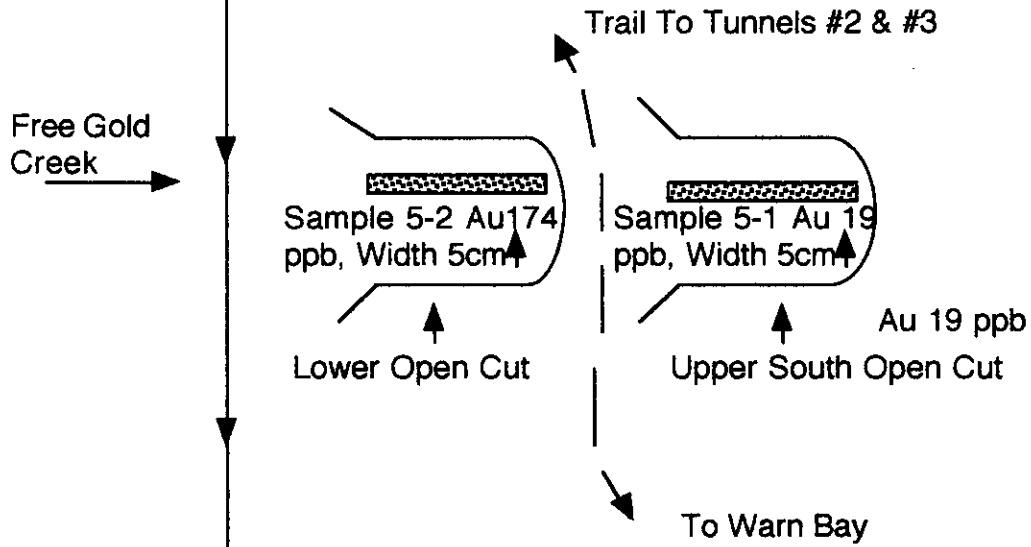 Trail To Tunnels #2 & #3
Free Gold
Creek
Sample 5-2 Au174
ppb, Width 5cm
Sample 5-1 Au 19
ppb, Width 5cm
Au 19 ppb
Lower Open Cut
Upper South Open Cut
To Warn Bay